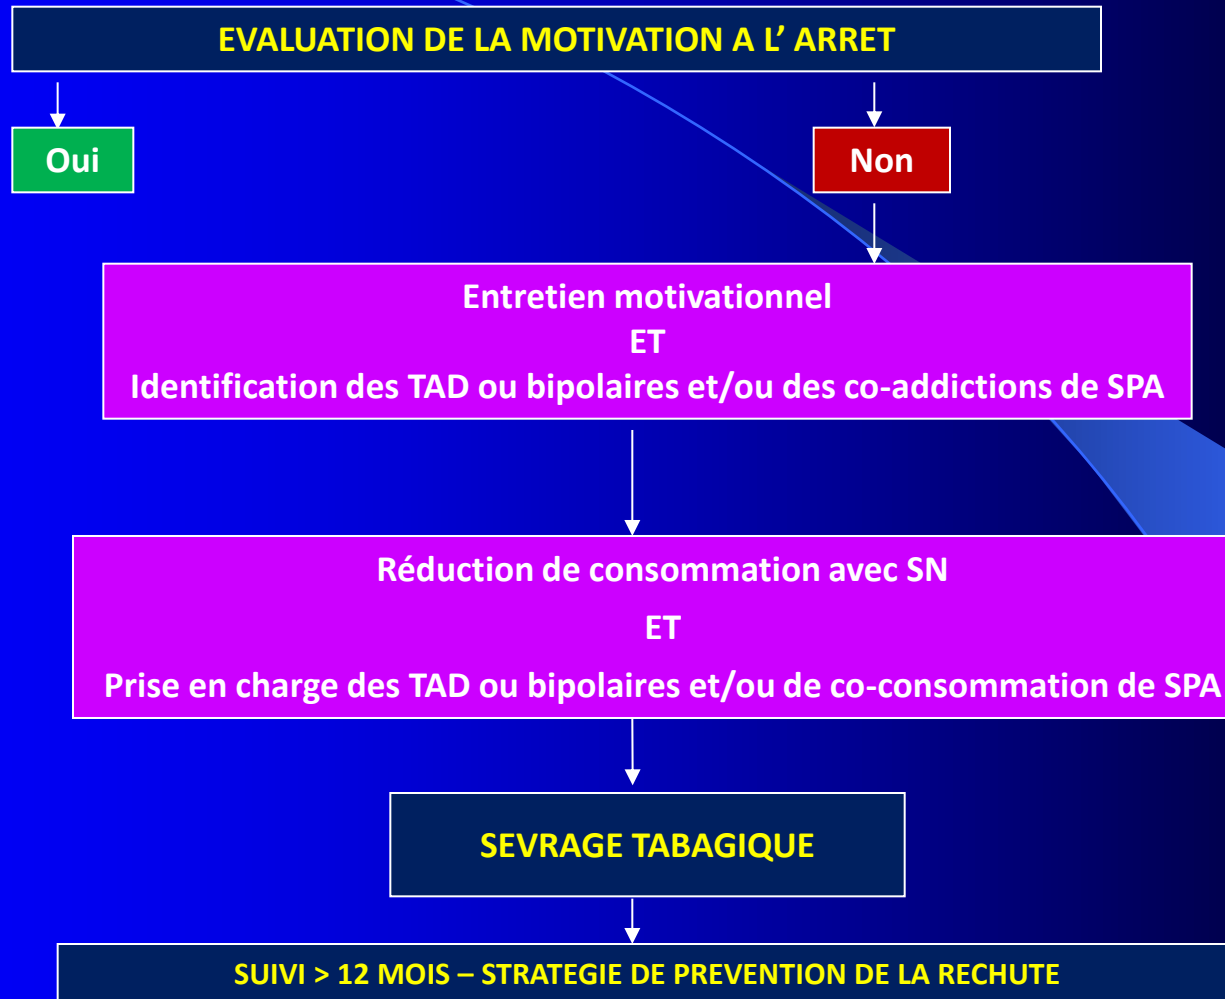 EVALUATION DE LA MOTIVATION A L’ ARRET
Oui
Non
Entretien motivationnel
ET
Identification des TAD ou bipolaires et/ou des co-addictions de SPA
Réduction de consommation avec SN
ET
Prise en charge des TAD ou bipolaires et/ou de co-consommation de SPA
SEVRAGE TABAGIQUE
SUIVI > 12 MOIS – STRATEGIE DE PREVENTION DE LA RECHUTE